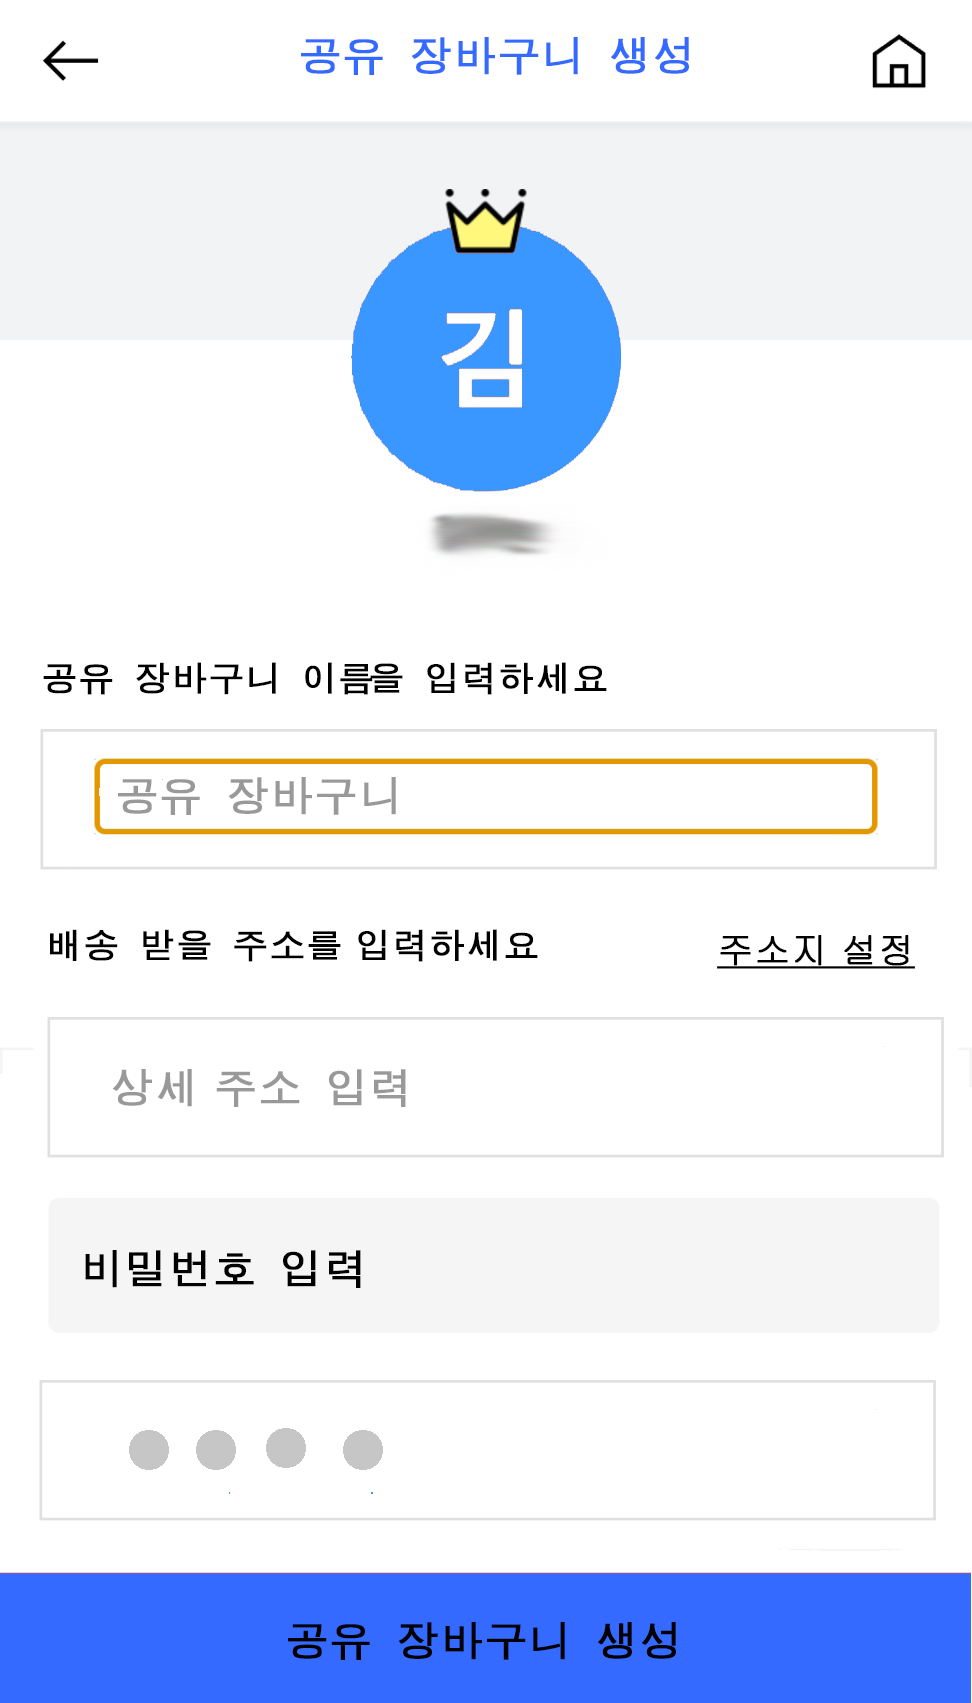 공유 장바구니 생성
김
공유 장바구니 이름을 입력하세요
공유 장바구니
배송 받을 주소를 입력하세요 주소지 설정
상세 주소 입력
비밀번호 입력
공유 장바구니 생성